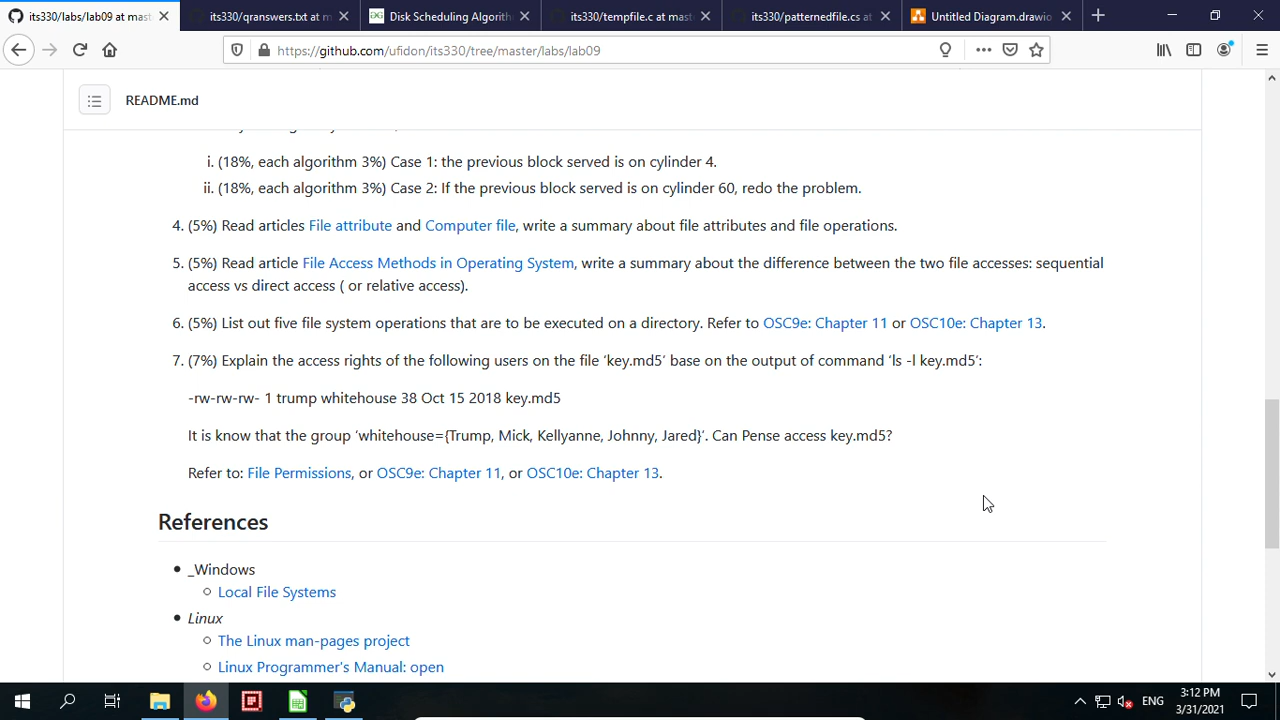 its330/labs/lab09 at mast
its330/qranswers.txt at m
Disk Scheduling Algorith
its330/tempfile.c at mast
its330/patternedfile.cs at
Untitled Diagram.drawio
https://github.com/ufidon/its330/tree/master/labs/lab09
README.md
i. (18%, each algorithm 3%) Case 1: the previous block served is on cylinder 4.
ii. (18%, each algorithm 3%) Case 2: If the previous block served is on cylinder 60, redo the problem.
4. (5%) Read articles File attribute and Computer file, write a summary about file attributes and file operations.
5. (5%) Read article File Access Methods in Operating System, write a summary about the difference between the two file accesses: sequential
access vs direct access ( or relative access).
6. (5%) List out five file system operations that are to be executed on a directory. Refer to OSC9e: Chapter 11 or OSC10e: Chapter 13.
7. (7%) Explain the access rights of the following users on the file ‘key.md5’ base on the output of command ‘ls -l key.md5’:
-rw-rw-rw- 1 trump whitehouse 38 Oct 15 2018 key.md5
It is know that the group ‘whitehouse={Trump, Mick, Kellyanne, Johnny, Jared}’. Can Pense access key.md5?
Refer to: File Permissions, or OSC9e: Chapter 11, or OSC10e: Chapter 13.
References
_Windows
Local File Systems
Linux
The Linux man-pages project
Linux Programmer's Manual: open
ENG
3:12 PM
3/31/2021